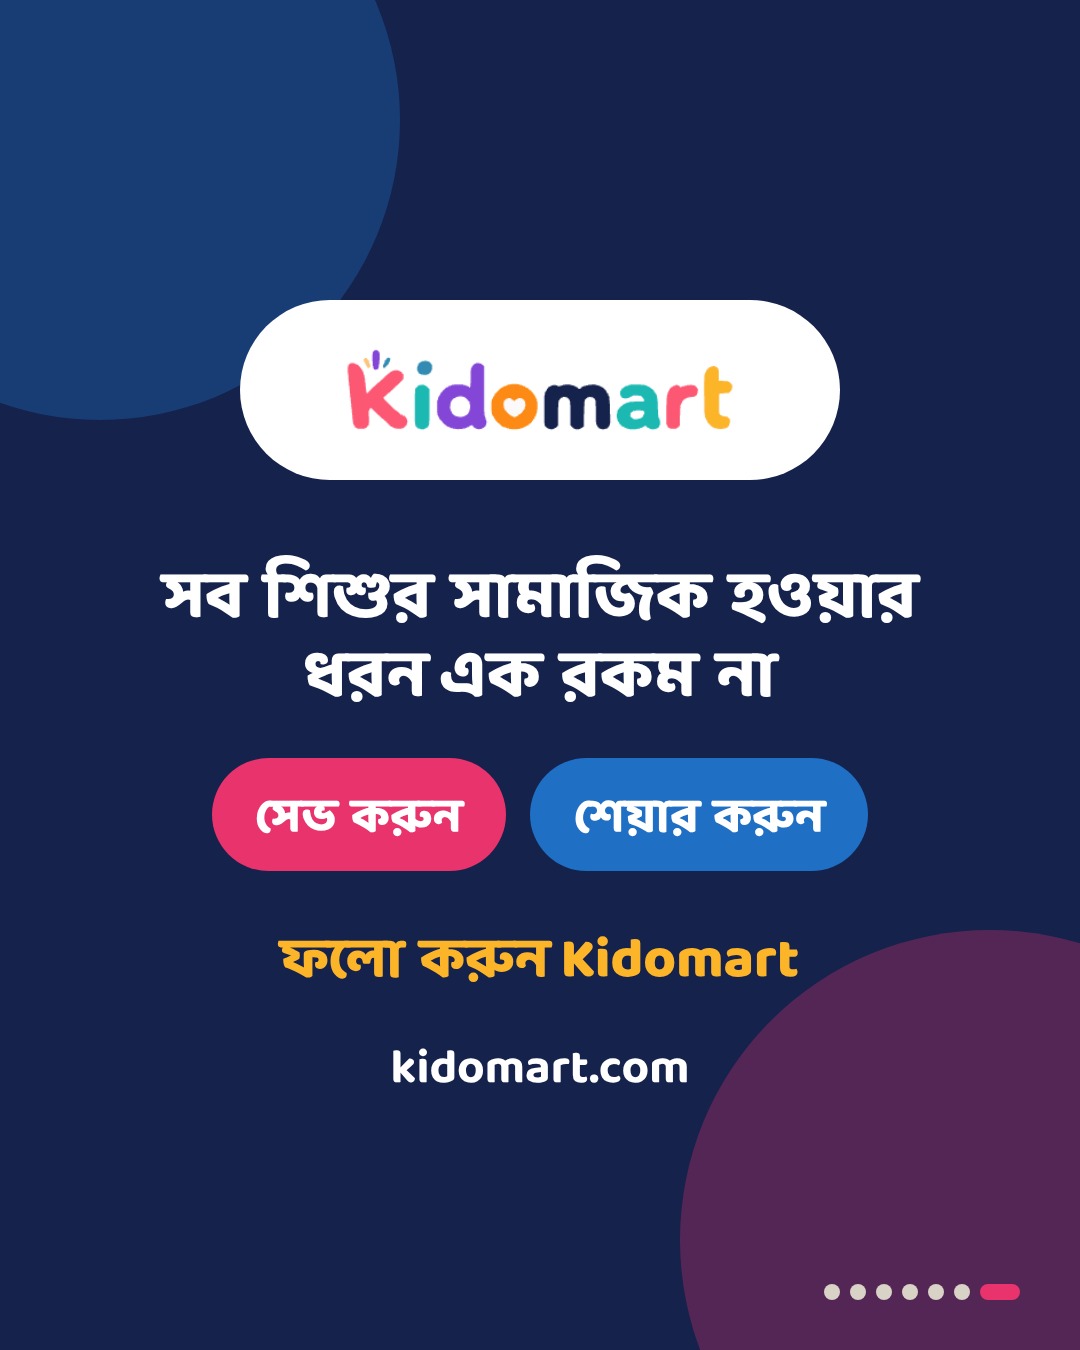 Kidomart
সব শিশুর সামাজিক হওয়ার
ধরন এক রকম না
সেভ করুন
শেয়ার করুন
ফলো করুন Kidomart
kidomart.com